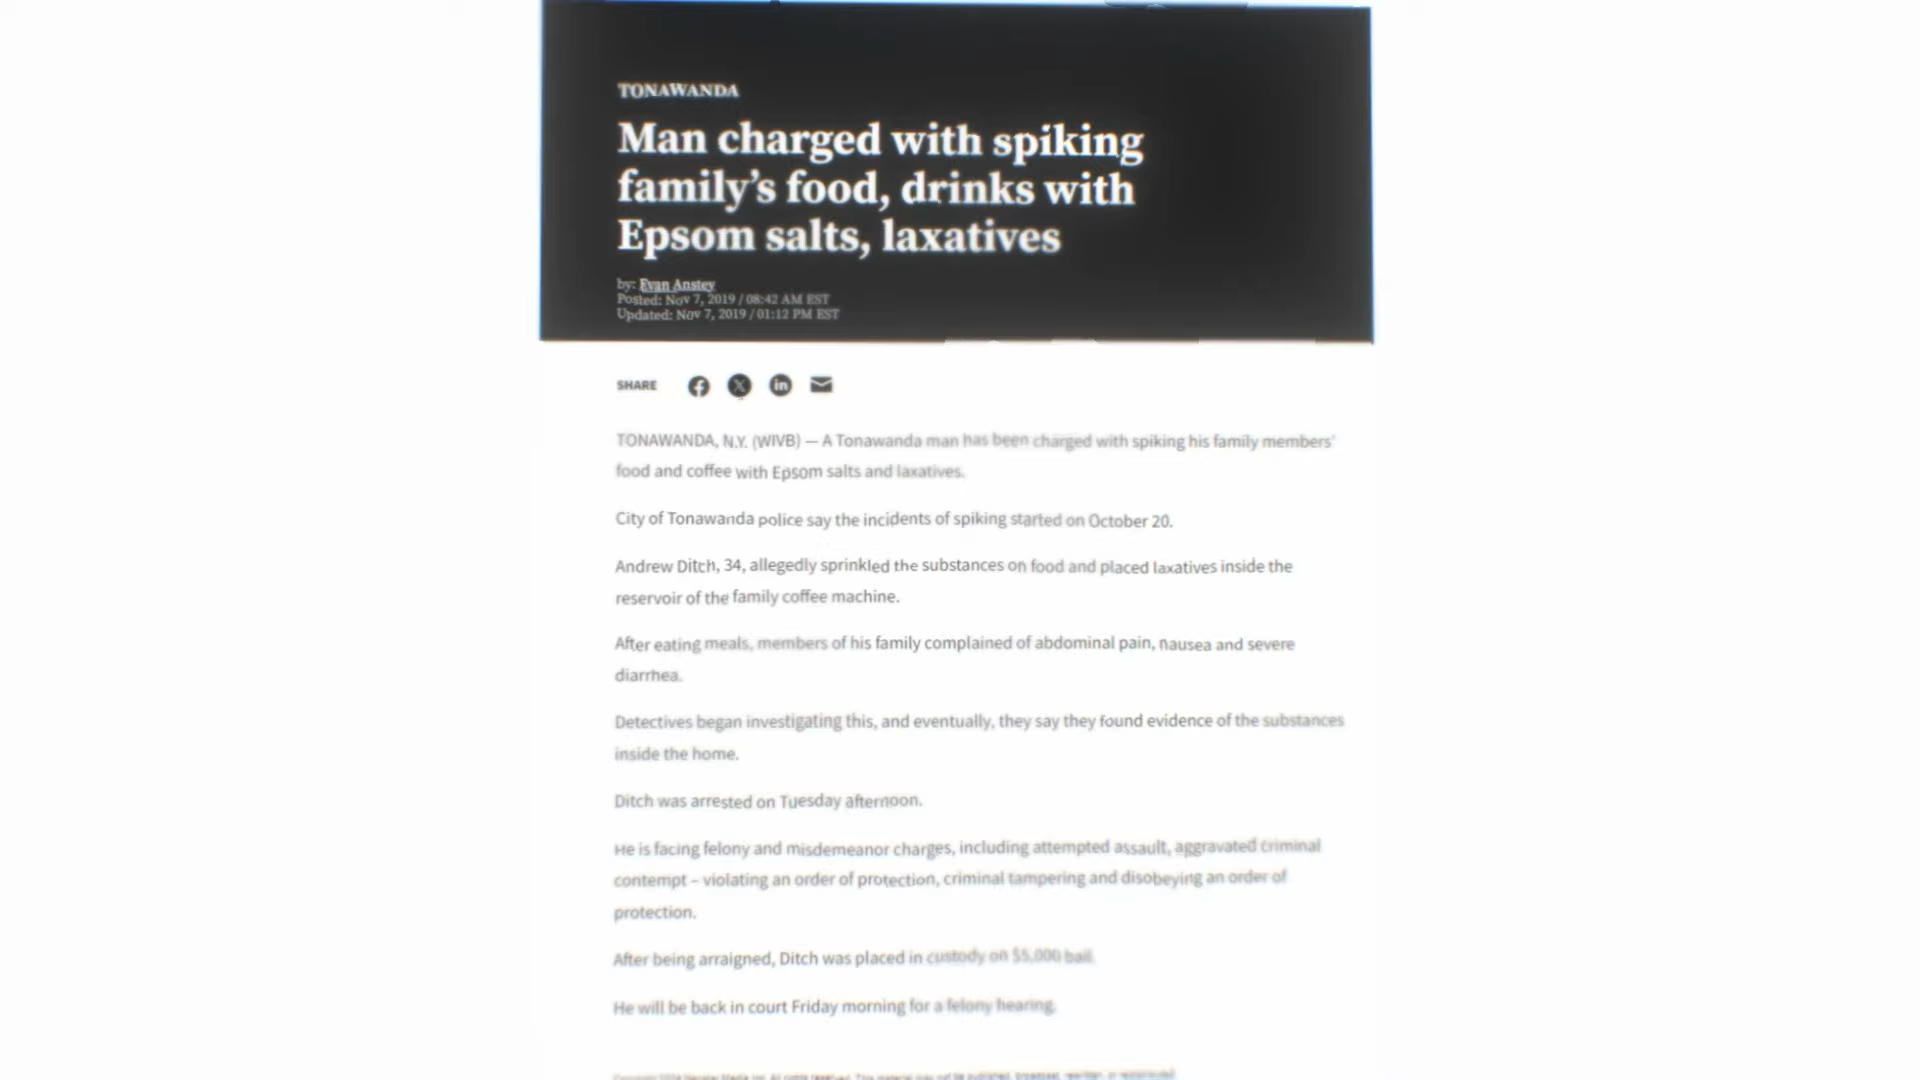 TONAWANDA
Man charged with spiking
family's food, drinks with
Epsom salts, laxatives
by: Evan Anstey
Posted: Nov 7, 2019 / 08:42 AM EST
Updated: Nov 7, 2019 / 01:12 PM EST
SHARE
TONAWANDA, N.Y. (WIVB) — A Tonawanda man has been charged with spiking his family members'
food and coffee with Epsom salts and laxatives.
City of Tonawanda police say the incidents of spiking started on October 20.
Andrew Ditch, 34, allegedly sprinkled the substances on food and placed laxatives inside the
reservoir of the family coffee machine.
After eating meals, members of his family complained of abdominal pain, nausea and severe
diarrhea.
Detectives began investigating this, and eventually, they say they found evidence of the substances
inside the home.
Ditch was arrested on Tuesday afternoon.
He is facing felony and misdemeanor charges, including attempted assault, aggravated criminal
contempt – violating an order of protection, criminal tampering and disobeying an order of
protection.
After being arraigned, Ditch was placed in custody on $5,000 bail.
He will be back in court Friday morning for a felony hearing.